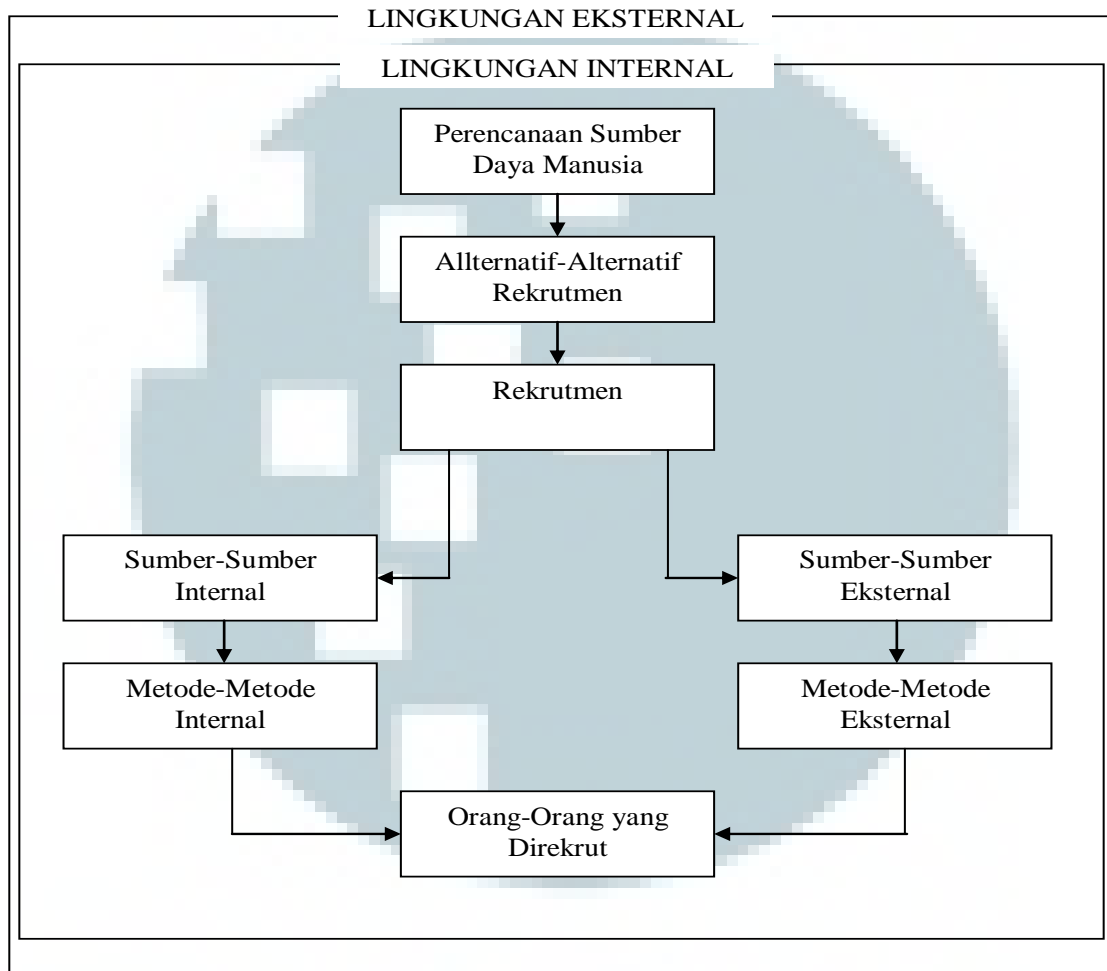 LINGKUNGAN EKSTERNAL
LINGKUNGAN INTERNAL
Perencanaan Sumber
Daya Manusia
Allternatif-Alternatif
Rekrutmen
Rekrutmen
Sumber-Sumber
Internal
Sumber-Sumber
Eksternal
Metode-Metode
Internal
Metode-Metode
Eksternal
Orang-Orang yang
Direkrut